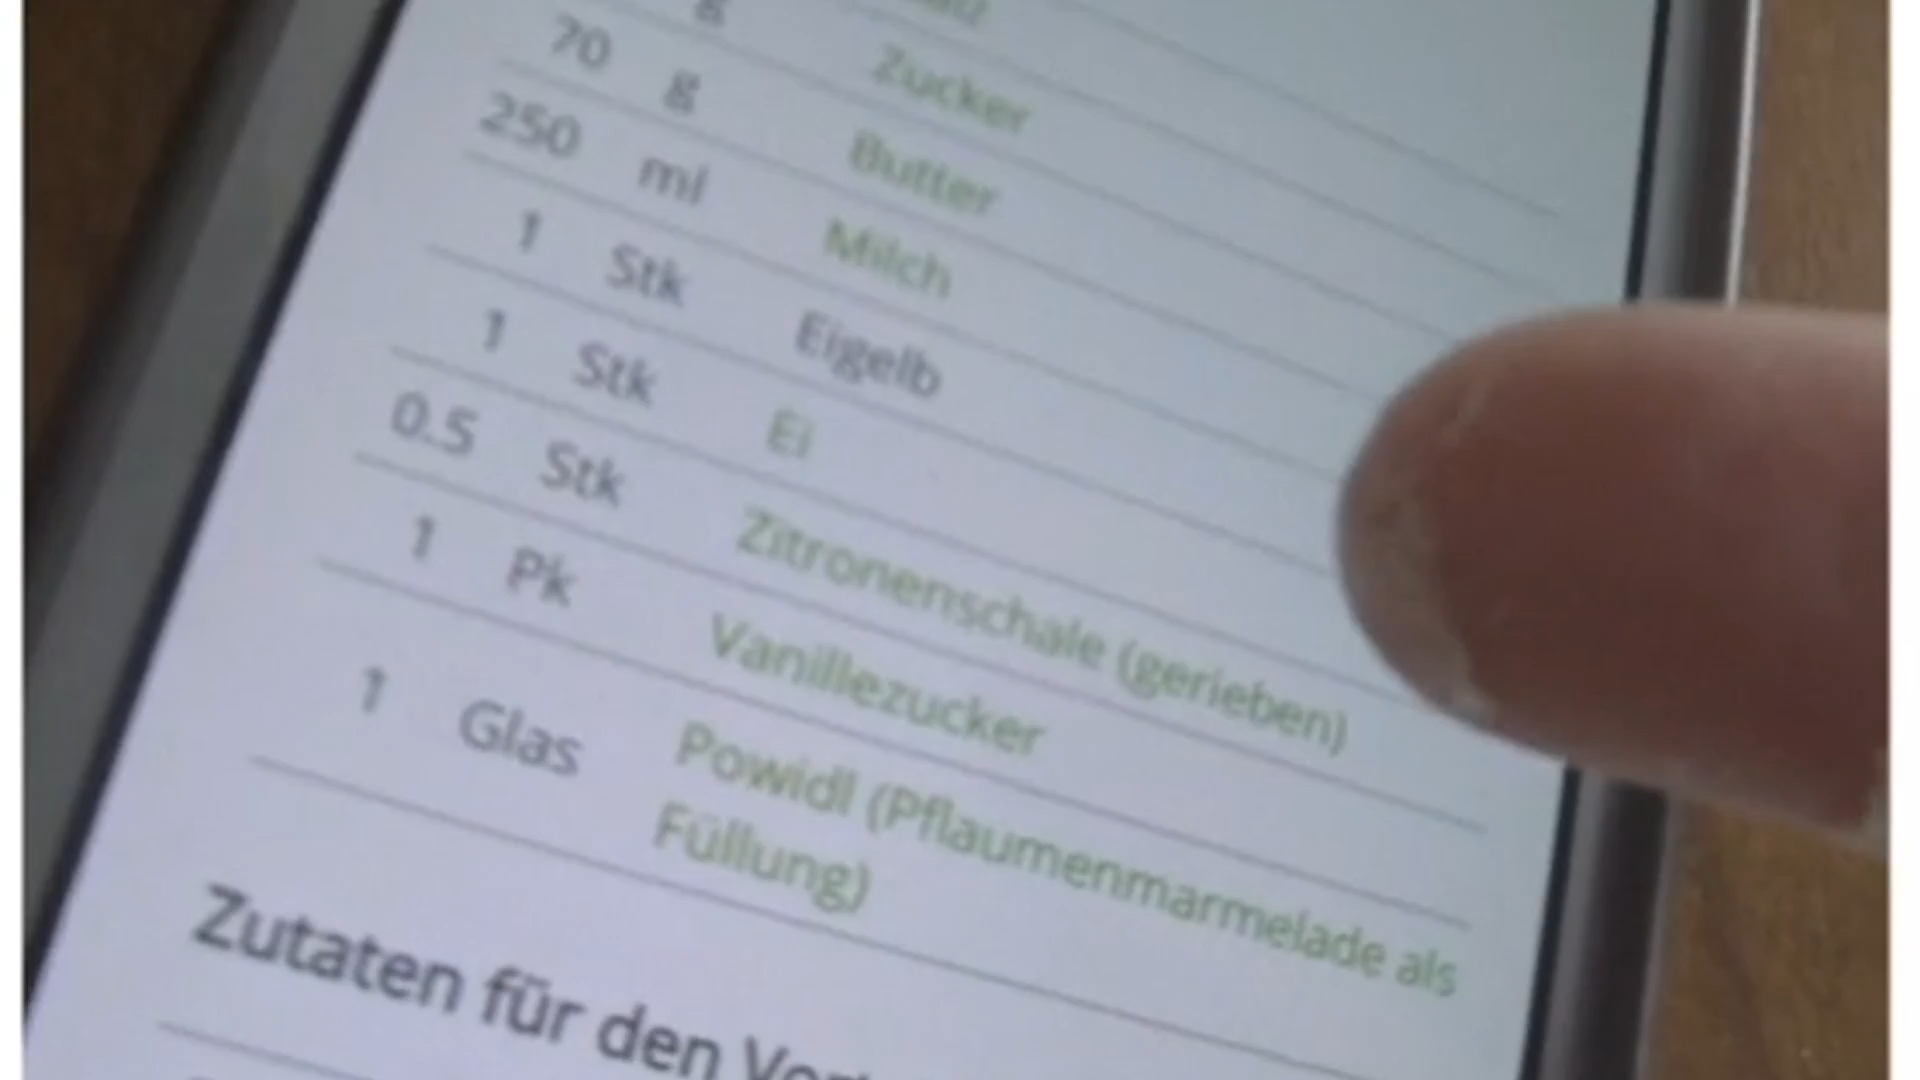 g Zucker
70 g Butter
250 ml Milch
1 Stk Eigelb
1 Stk Ei
0.5 Stk Zitronenschale (gerieben)
1 Pk Vanillezucker
1 Glas Powidl (Pflaumenmarmelade als
Füllung)
Zutaten für den